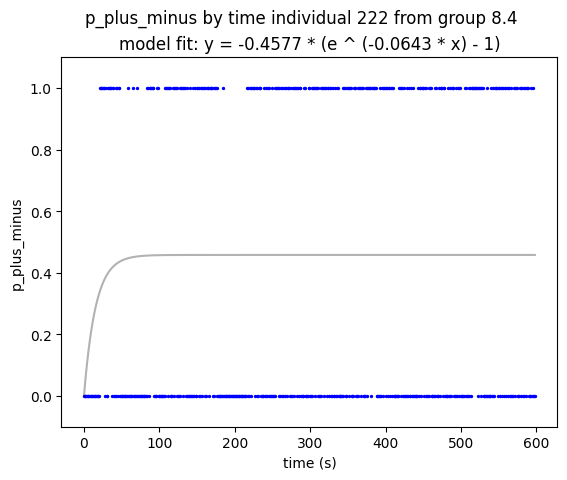 p_plus_minus by time individual 222 from group 8.4
model fit: y = -0.4577 * (e ^ (-0.0643 * x) - 1)
1.0
0.8
0.6
0.4
0.2
0.0
p_plus_minus
0 100 200 300 400 500 600
time (s)